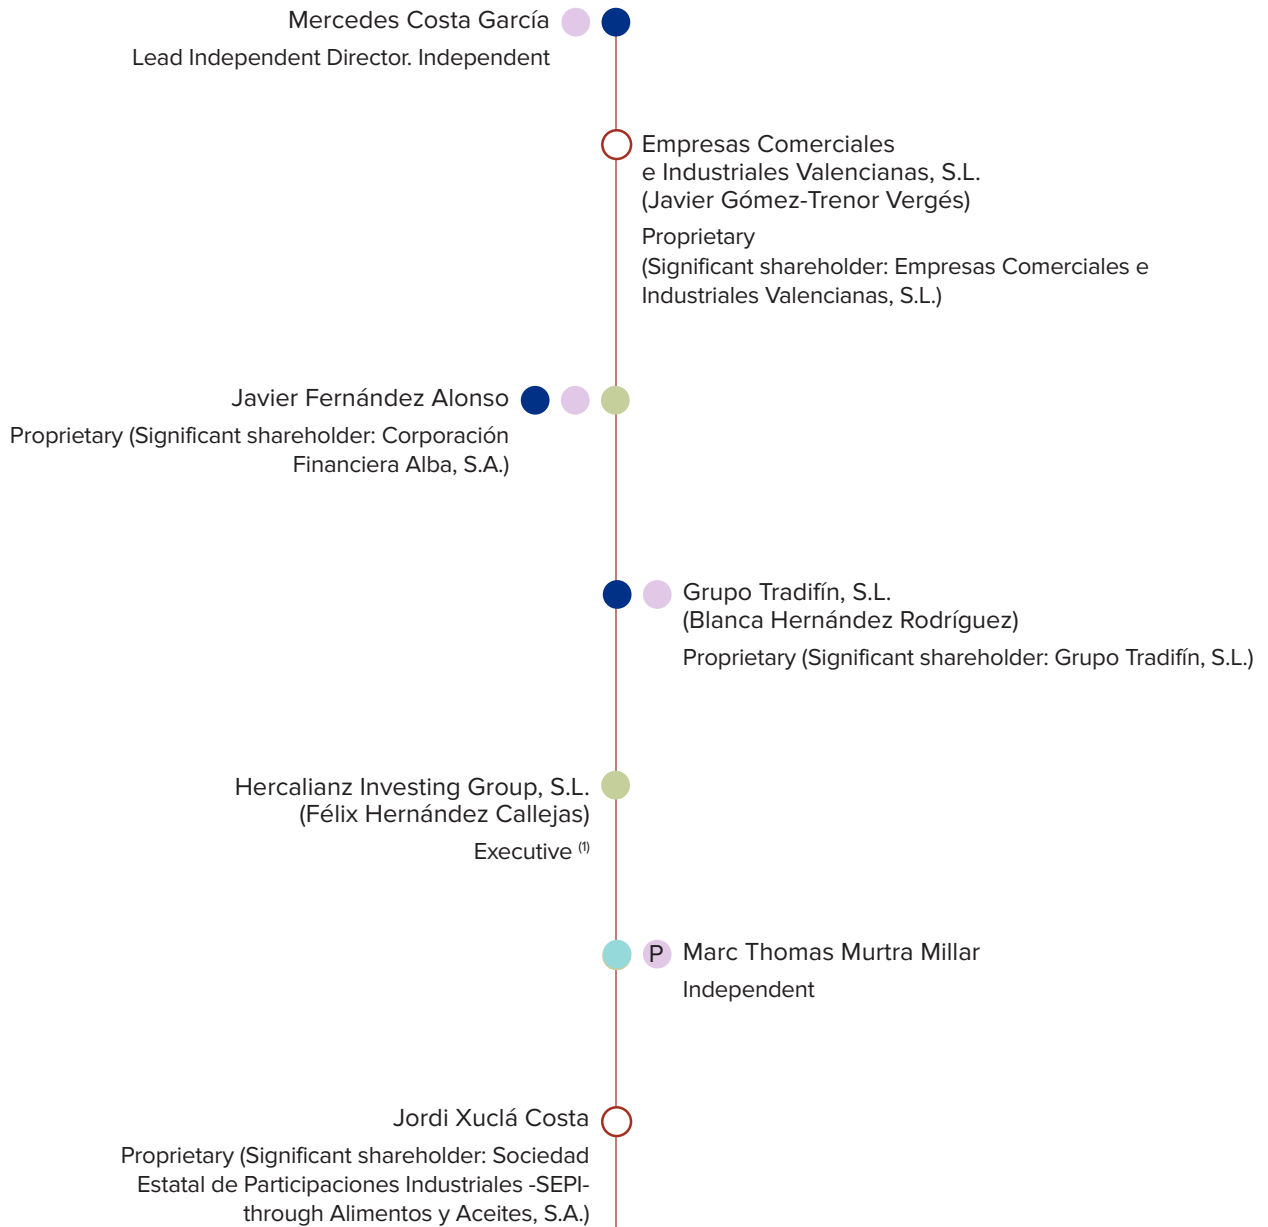 Mercedes Costa García
Lead Independent Director. Independent
Empresas Comerciales
e Industriales Valencianas, S.L.
(Javier Gómez-Trenor Vergés)
Proprietary
(Significant shareholder: Empresas Comerciales e
Industriales Valencianas, S.L.)
Javier Fernández Alonso
Proprietary (Significant shareholder: Corporación
Financiera Alba, S.A.)
Grupo Tradifín, S.L.
(Blanca Hernández Rodríguez)
Proprietary (Significant shareholder: Grupo Tradifín, S.L.)
Hercalianz Investing Group, S.L.
(Félix Hernández Callejas)
Executive (1)
P Marc Thomas Murtra Millar
Independent
Jordi Xuclá Costa
Proprietary (Significant shareholder: Sociedad
Estatal de Participaciones Industriales -SEPI-
through Alimentos y Aceites, S.A.)